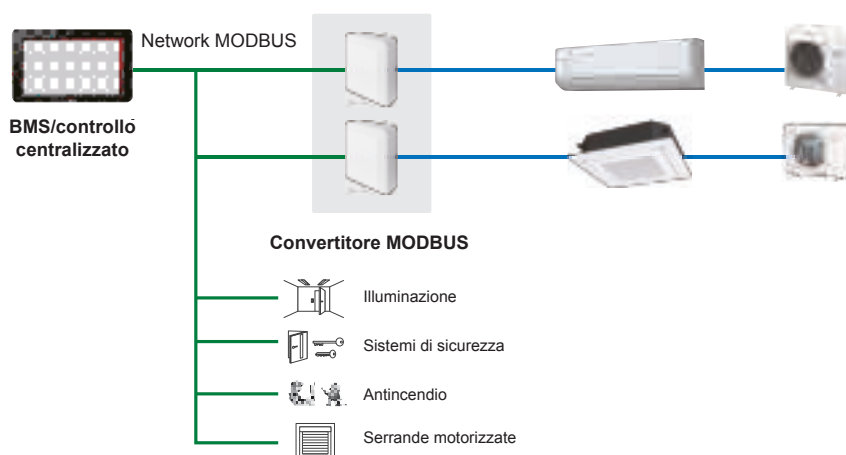 Network MODBUS
BMS/controllo
centralizzato
Convertitore MODBUS
Illuminazione
Sistemi di sicurezza
Antincendio
Serrande motorizzate